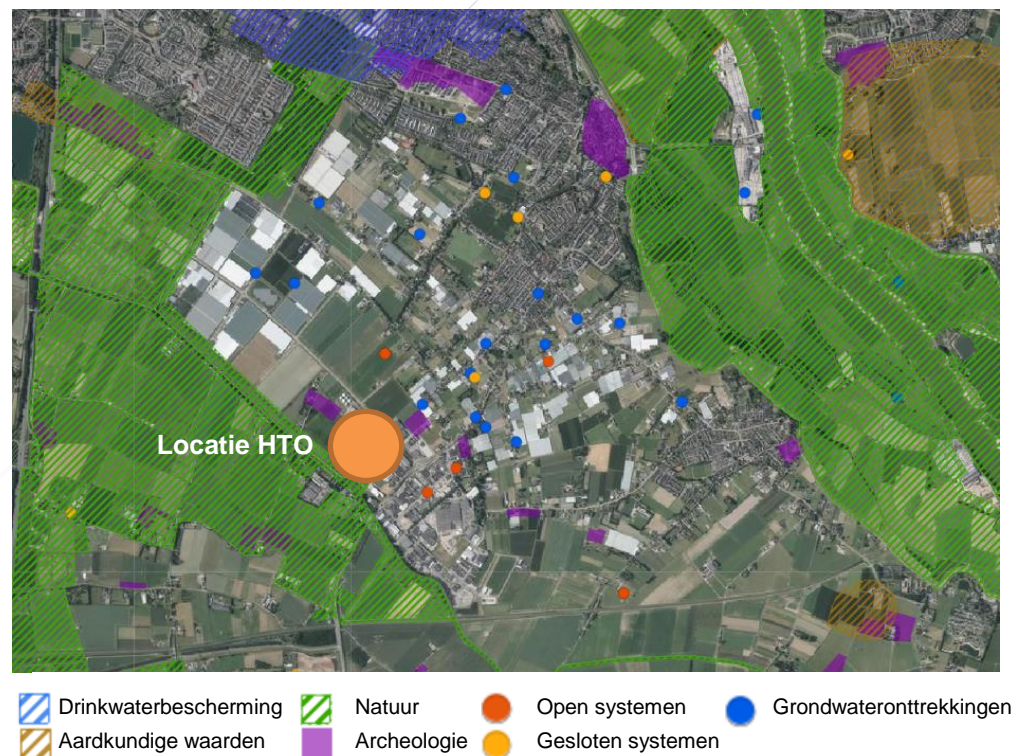 Locatie HTO
Drinkwaterbescherming Natuur Open systemen Grondwateronttrekkingen
Aardkundige waarden Archeologie Gesloten systemen